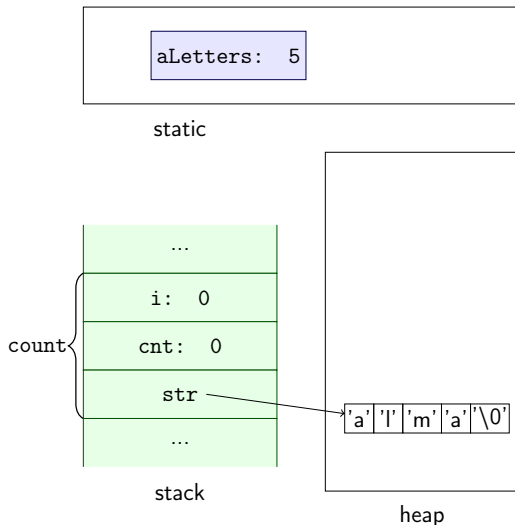 aLetters: 5
static
...
i: 0
count
cnt: 0
str
'a' 'l' 'm' 'a' '\0'
...
stack
heap